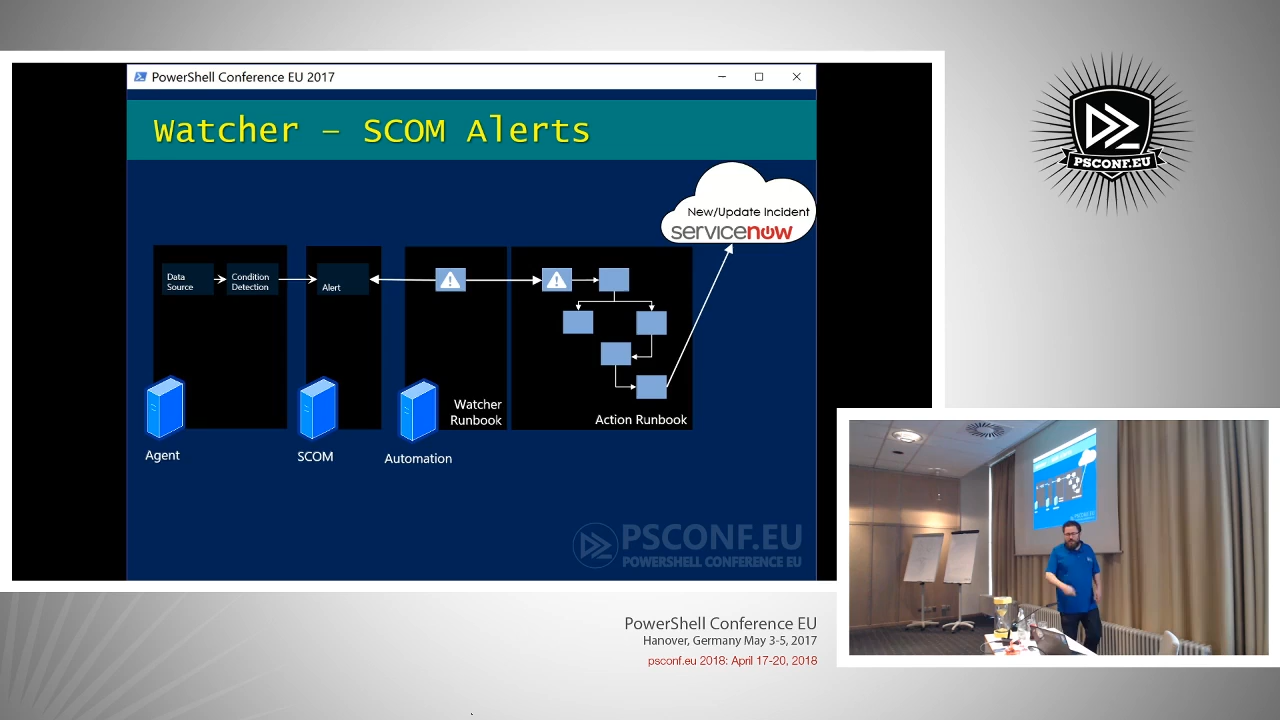 PowerShell Conference EU 2017
Watcher – SCOM Alerts
New/Update Incident
servicenow
Data
Source
Condition
Detection
Alert
Watcher
Runbook
Action Runbook
Agent
SCOM
Automation
PSCONF.EU
POWERSHELL CONFERENCE EU
PSCONF.EU
PowerShell Conference EU
Hanover, Germany May 3-5, 2017
psconf.eu 2018: April 17-20, 2018